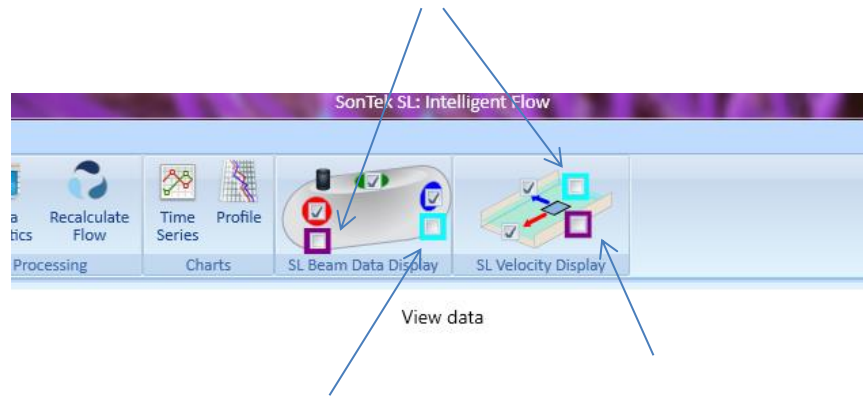 SonTek SL: Intelligent Flow
Recalculate Flow
Time Series
Profile
Processing
Charts
SL Beam Data Display
SL Velocity Display
View data